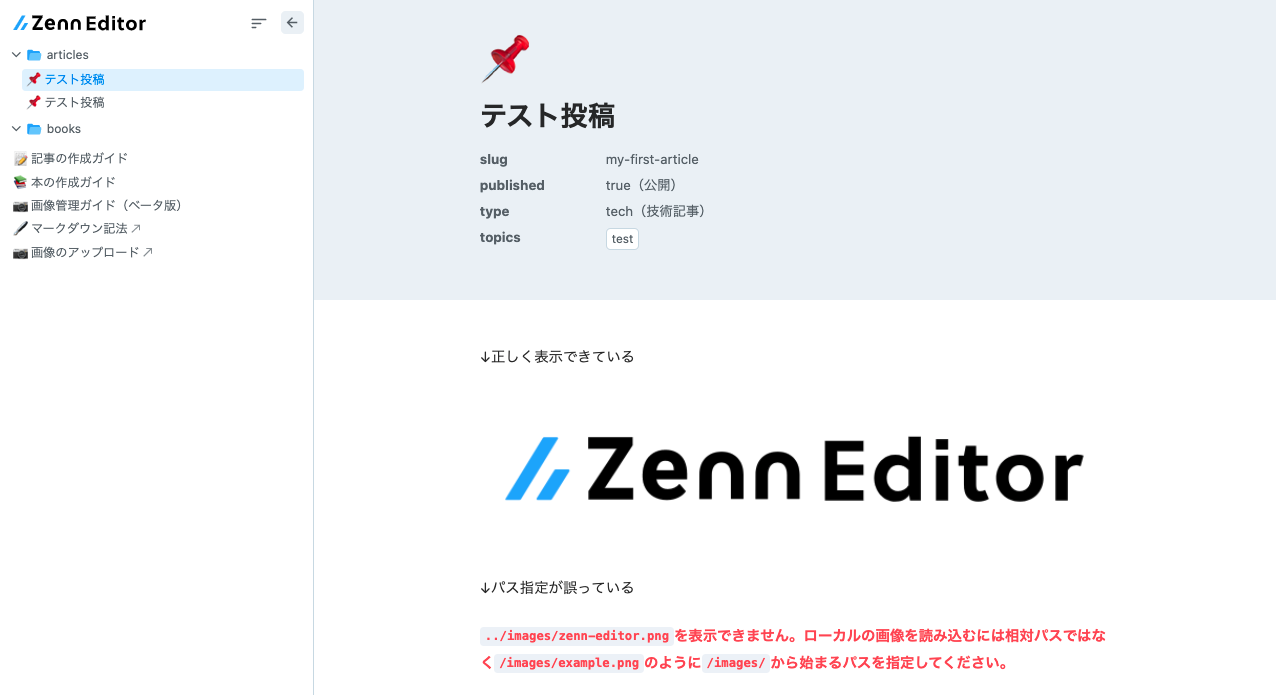 Zenn Editor
articles
テスト投稿
テスト投稿
books
記事の作成ガイド
本の作成ガイド
画像管理ガイド（ベータ版）
マークダウン記法↗
画像のアップロード↗
テスト投稿
slug my-first-article
published true（公開）
type tech（技術記事）
topics test
↓正しく表示できている
Zenn Editor
↓パス指定が誤っている
../images/zenn-editor.png を表示できません。ローカルの画像を読み込むには相対パスではな
く /images/example.png のように /images/ から始まるパスを指定してください。